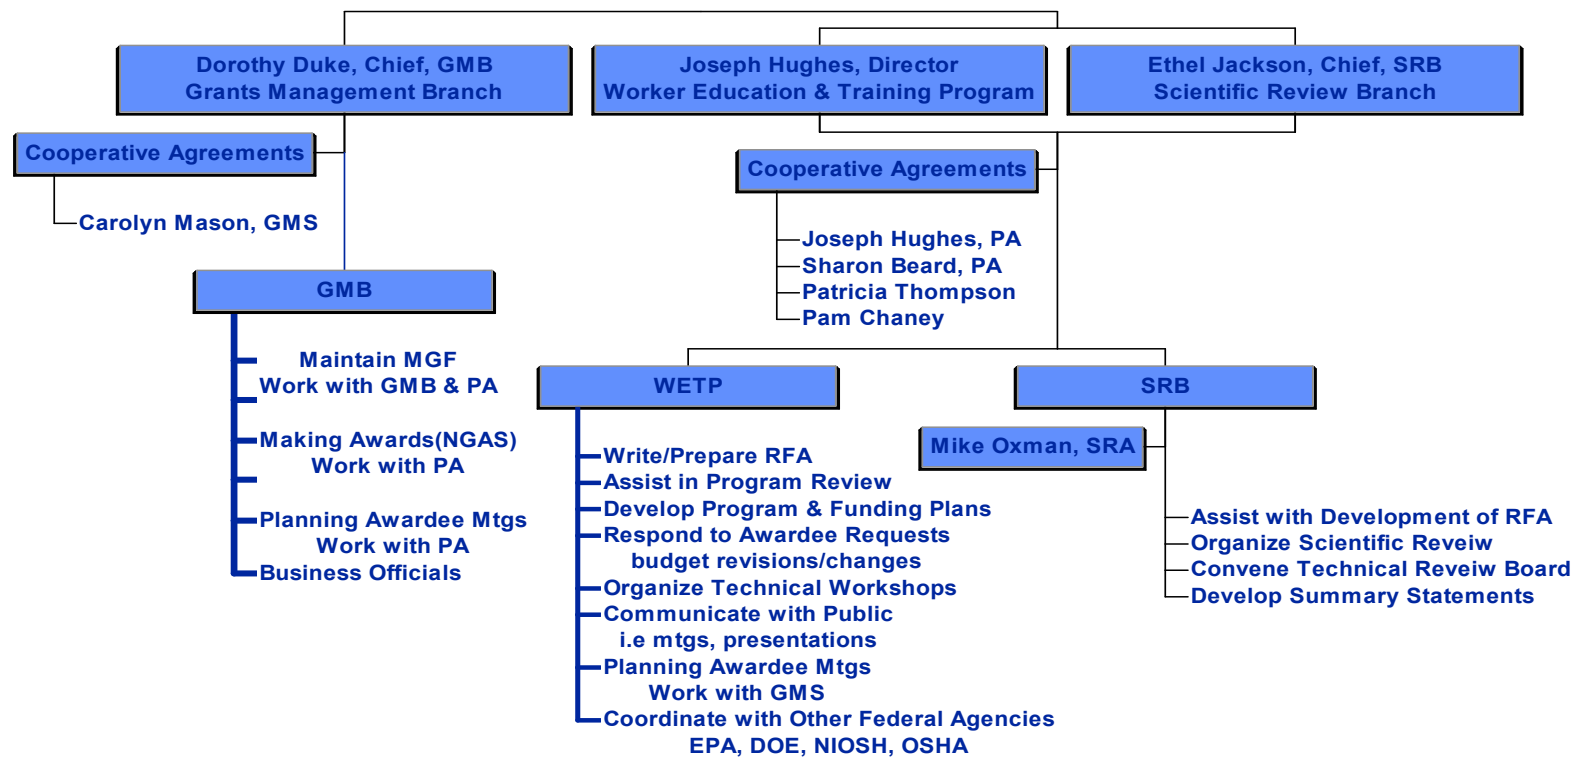 Dorothy Duke, Chief, GMB
Grants Management Branch
Joseph Hughes, Director
Worker Education & Training Program
Ethel Jackson, Chief, SRB
Scientific Review Branch
Cooperative Agreements
Carolyn Mason, GMS
Cooperative Agreements
Joseph Hughes, PA
Sharon Beard, PA
Patricia Thompson
Pam Chaney
GMB
Maintain MGF
Work with GMB & PA
Making Awards(NGAS)
Work with PA
Planning Awardee Mtgs
Work with PA
Business Officials
WETP
Write/Prepare RFA
Assist in Program Review
Develop Program & Funding Plans
Respond to Awardee Requests
budget revisions/changes
Organize Technical Workshops
Communicate with Public
i.e mtgs, presentations
Planning Awardee Mtgs
Work with GMS
Coordinate with Other Federal Agencies
EPA, DOE, NIOSH, OSHA
SRB
Mike Oxman, SRA
Assist with Development of RFA
Organize Scientific Reveiw
Convene Technical Reveiw Board
Develop Summary Statements